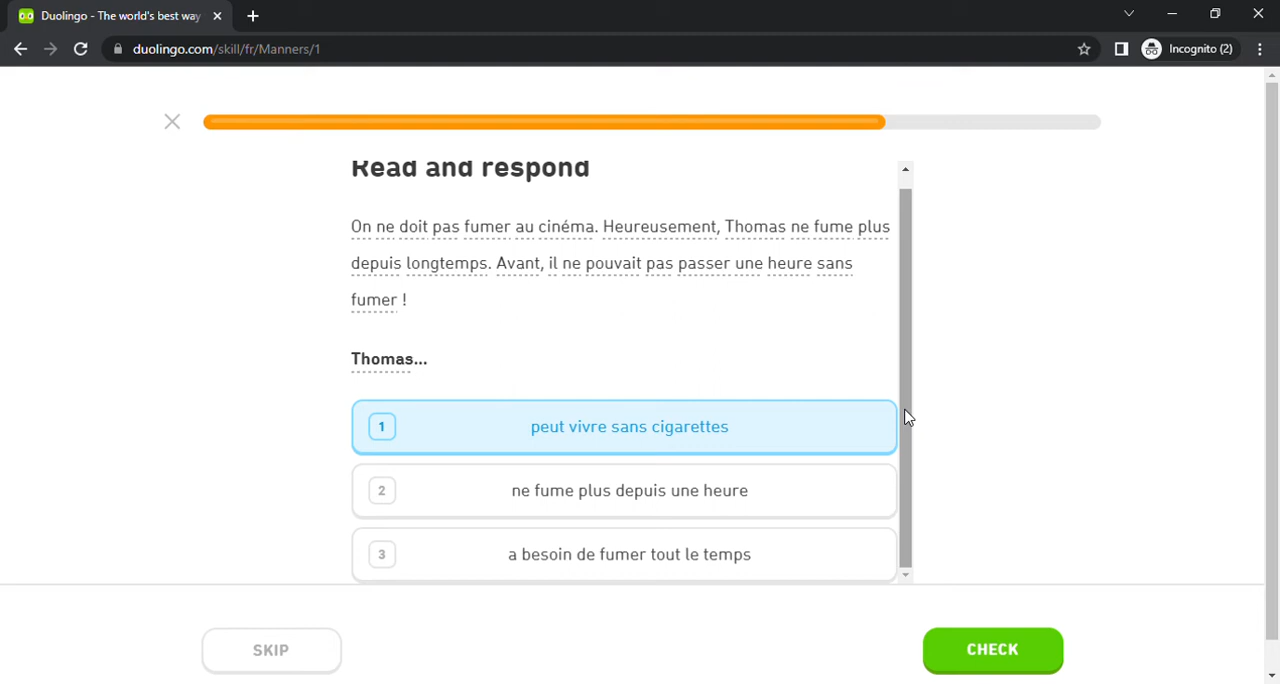 Duolingo - The world's best way
duolingo.com/skill/fr/Manners/1
Incognito (2)
Read and respond
On ne doit pas fumer au cinéma. Heureusement, Thomas ne fume plus
depuis longtemps. Avant, il ne pouvait pas passer une heure sans
fumer !
Thomas...
1 peut vivre sans cigarettes
2 ne fume plus depuis une heure
3 a besoin de fumer tout le temps
SKIP
CHECK